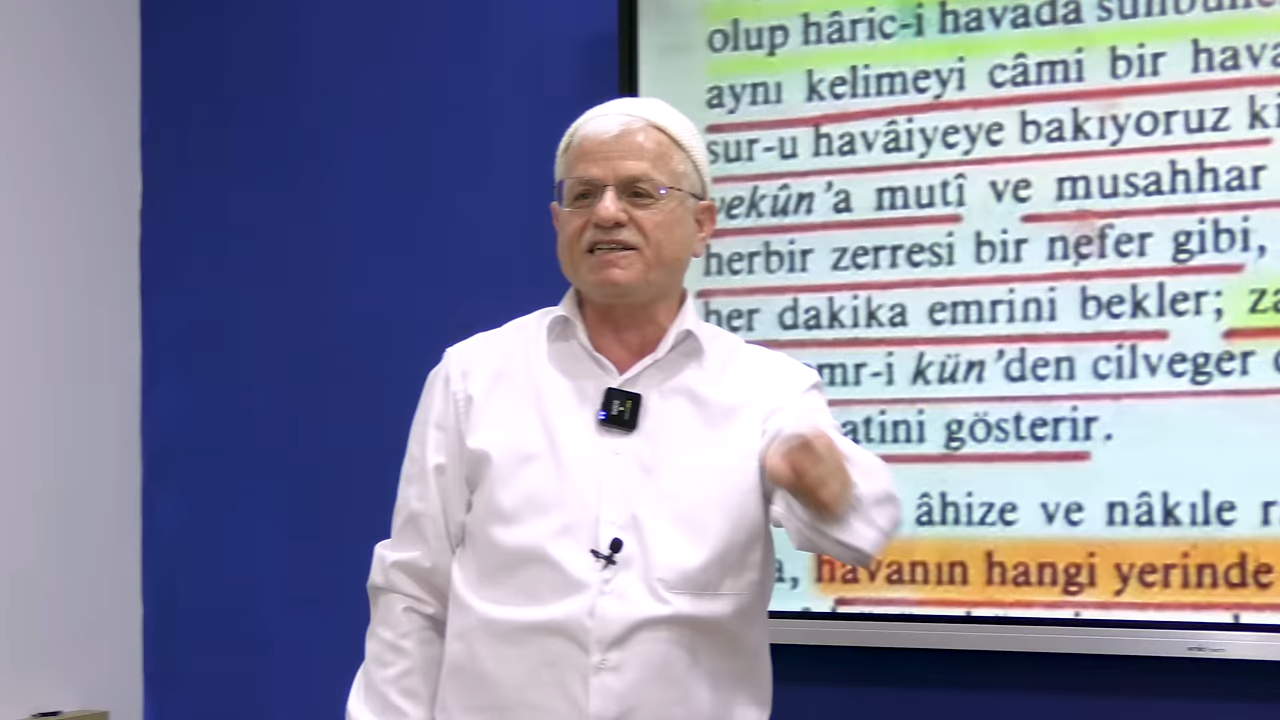 olup hâric-i havada
aynı kelimeyi câmi bir hava
sur-u havâiyeye bakıyoruz ki
yekûn'a mutî ve musahhar
herbir zerresi bir nefer gibi,
her dakika emrini bekler; za
emr-i kün'den cilveger
atini gösterir.
âhize ve nâkıle r
a, havanın hangi yerinde